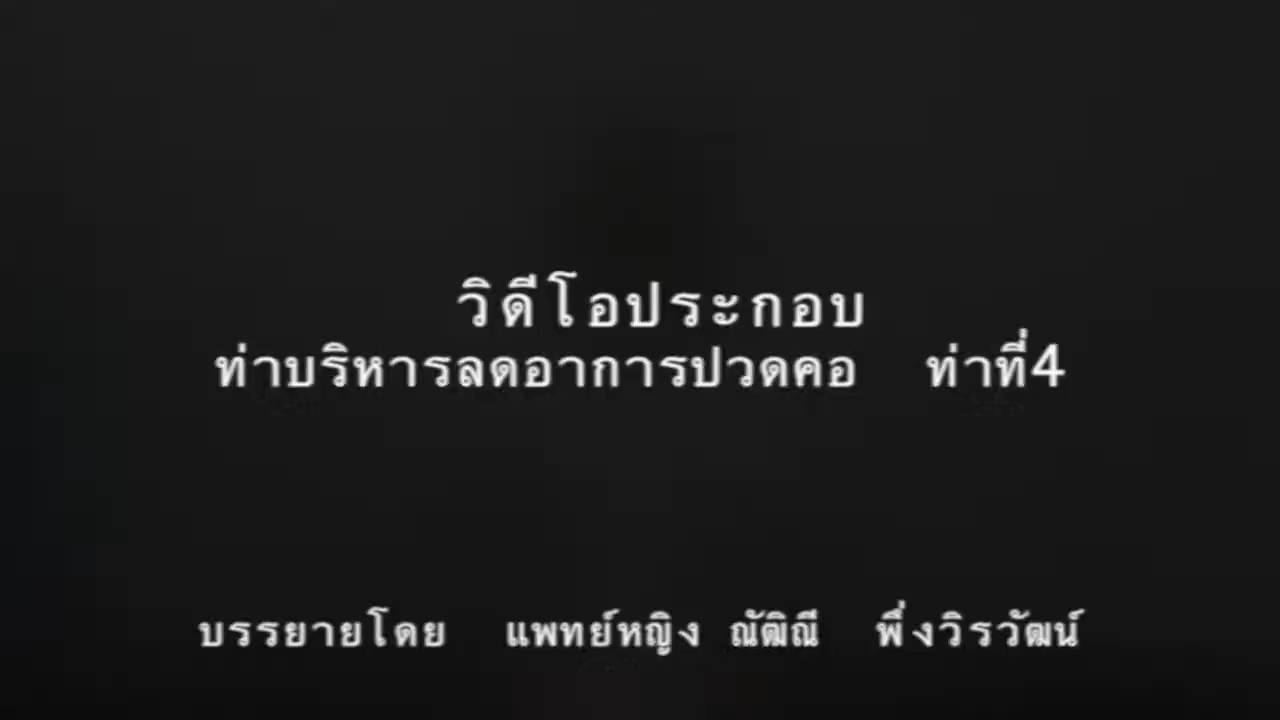 วิดีโอประกอบ
ท่าบริหารลดอาการปวดคอ ท่าที่4
บรรยายโดย แพทย์หญิง ณัฒิณี พึ่งวิรวัฒน์